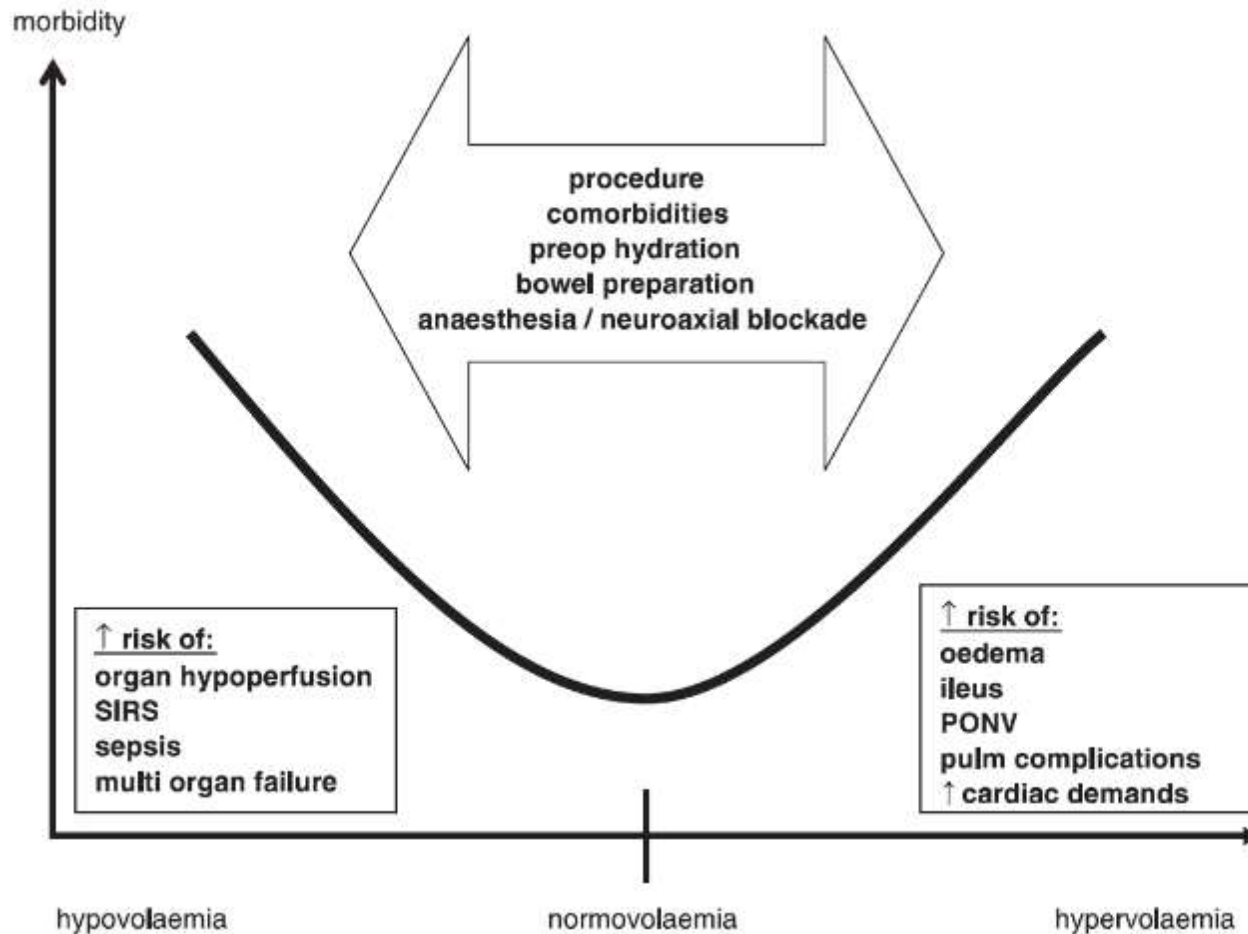 morbidity
procedure
comorbidities
preop hydration
bowel preparation
anaesthesia / neuroaxial blockade
↑ risk of:
organ hypoperfusion
SIRS
sepsis
multi organ failure
↑ risk of:
oedema
ileus
PONV
pulm complications
↑ cardiac demands
hypovolaemia
normovolaemia
hypervolaemia